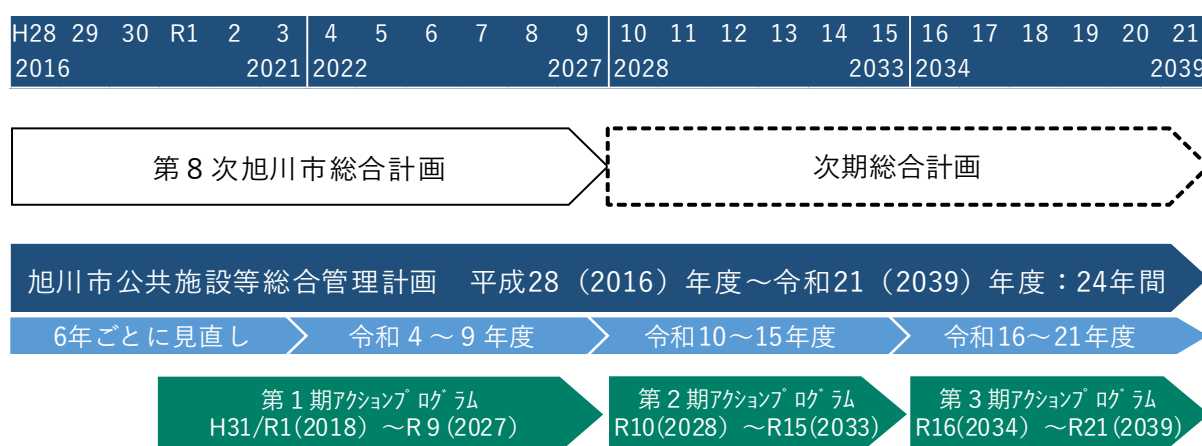 H28 29 30 R1 2 3 4 5 6 7 8 9 10 11 12 13 14 15 16 17 18 19 20 21
2016 2021 2022 2027 2028 2033 2034 2039
第8次旭川市総合計画 次期総合計画
旭川市公共施設等総合管理計画 平成28(2016)年度~令和21(2039)年度:24年間
6年ごとに見直し 令和4~9年度 令和10~15年度 令和16~21年度
第1期ｱｸｼｮﾝﾌﾟﾛｸﾞﾗﾑ 第2期ｱｸｼｮﾝﾌﾟﾛｸﾞﾗﾑ 第3期ｱｸｼｮﾝﾌﾟﾛｸﾞﾗﾑ
H31/R1(2018)~R9(2027) R10(2028)~R15(2033) R16(2034)~R21(2039)